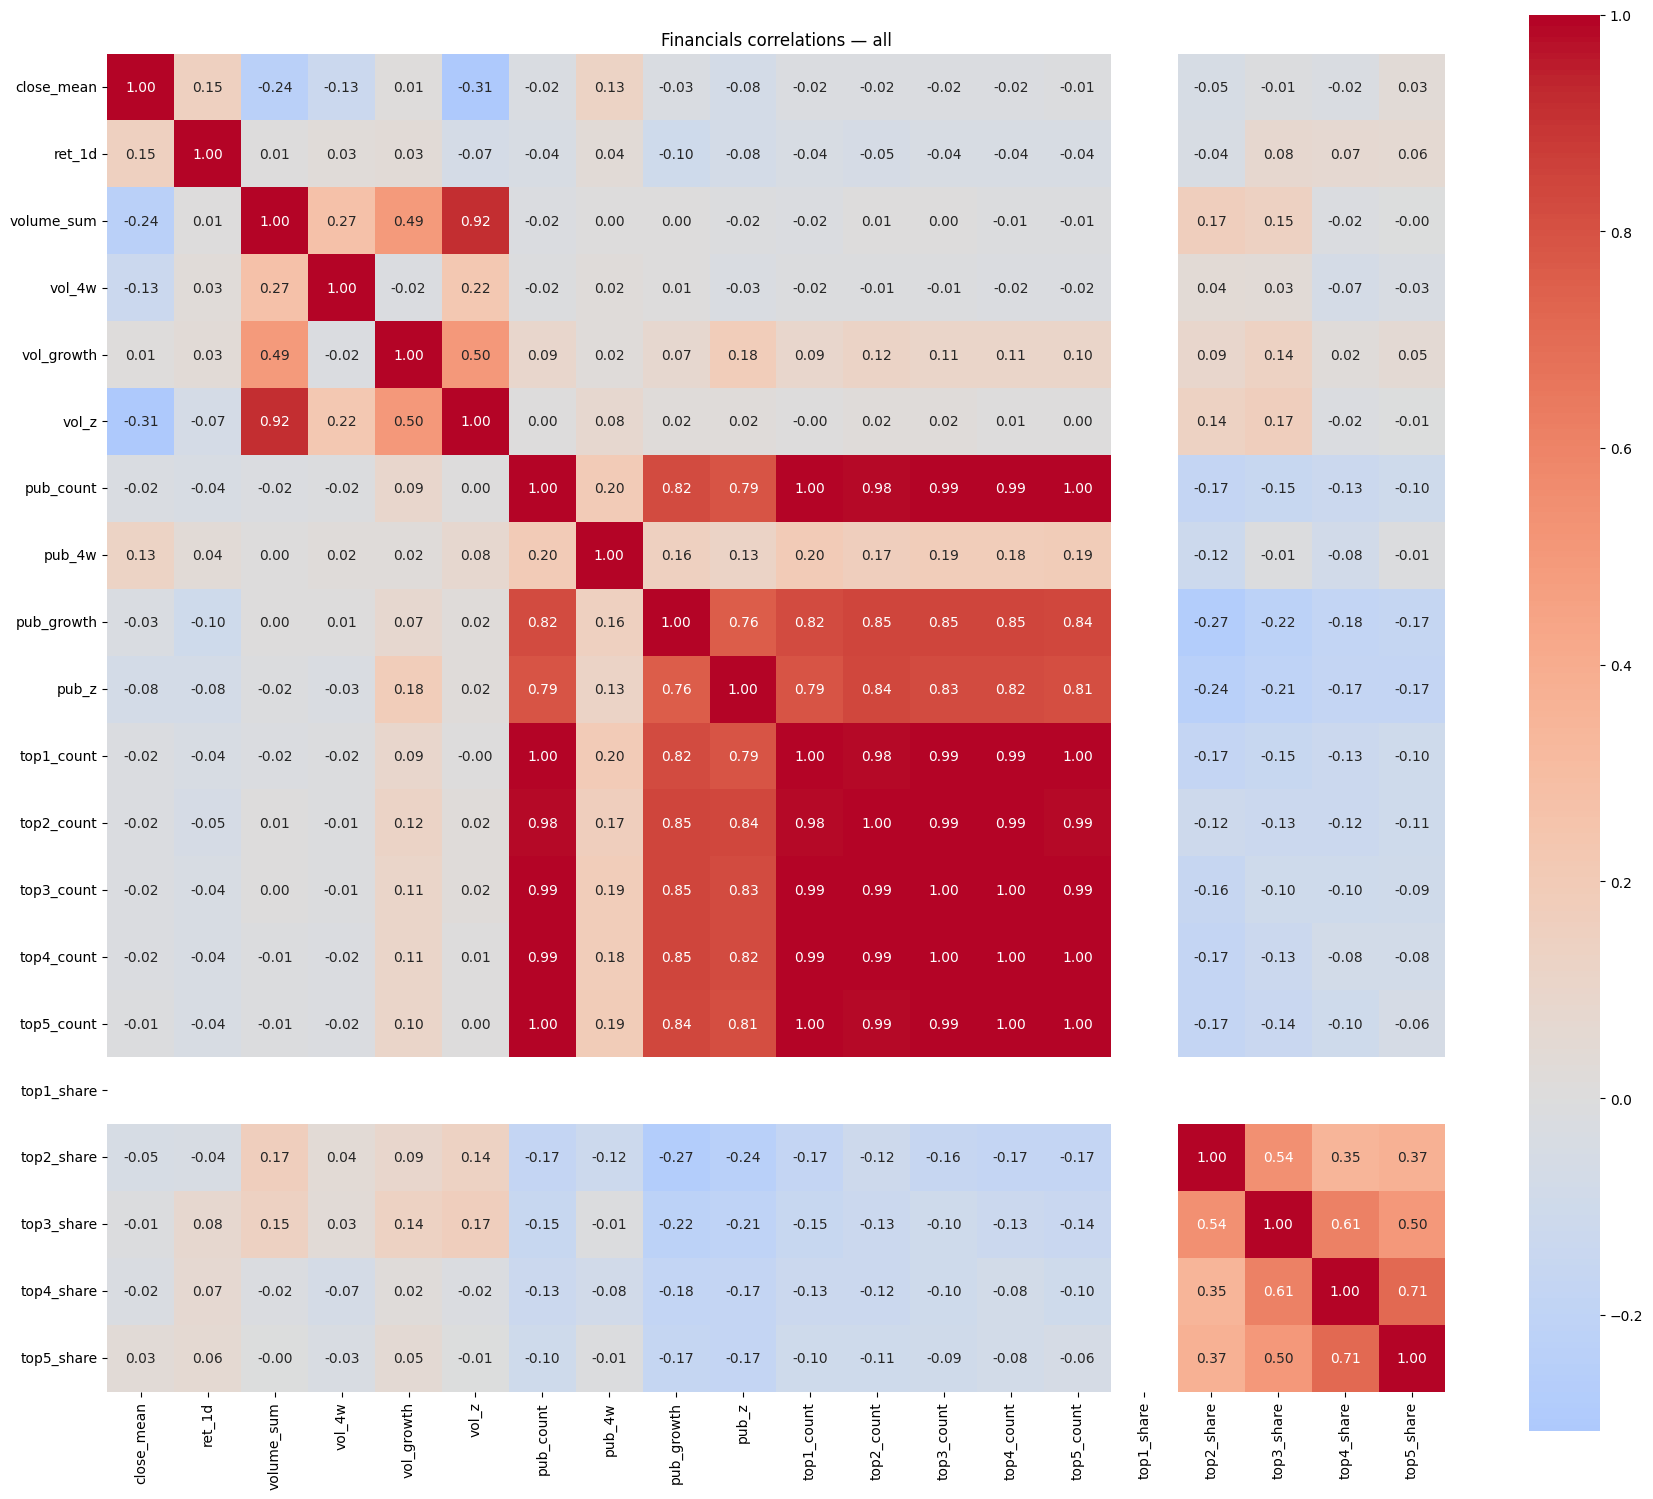 Financials correlations — all
close_mean 1.00 0.15 -0.24 -0.13 0.01 -0.31 -0.02 0.13 -0.03 -0.08 -0.02 -0.02 -0.02 -0.02 -0.01 -0.05 -0.01 -0.02 0.03
ret_1d 0.15 1.00 0.01 0.03 0.03 -0.07 -0.04 0.04 -0.10 -0.08 -0.04 -0.05 -0.04 -0.04 -0.04 -0.04 0.08 0.07 0.06
volume_sum -0.24 0.01 1.00 0.27 0.49 0.92 -0.02 0.00 0.00 -0.02 -0.02 0.01 0.00 -0.01 -0.01 0.17 0.15 -0.02 -0.00
vol_4w -0.13 0.03 0.27 1.00 -0.02 0.22 -0.02 0.02 0.01 -0.03 -0.02 -0.01 -0.01 -0.02 -0.02 0.04 0.03 -0.07 -0.03
vol_growth 0.01 0.03 0.49 -0.02 1.00 0.50 0.09 0.02 0.07 0.18 0.09 0.12 0.11 0.11 0.10 0.09 0.14 0.02 0.05
vol_z -0.31 -0.07 0.92 0.22 0.50 1.00 0.00 0.08 0.02 0.02 -0.00 0.02 0.02 0.01 0.00 0.14 0.17 -0.02 -0.01
pub_count -0.02 -0.04 -0.02 -0.02 0.09 0.00 1.00 0.20 0.82 0.79 1.00 0.98 0.99 0.99 1.00 -0.17 -0.15 -0.13 -0.10
pub_4w 0.13 0.04 0.00 0.02 0.02 0.08 0.20 1.00 0.16 0.13 0.20 0.17 0.19 0.18 0.19 -0.12 -0.01 -0.08 -0.01
pub_growth -0.03 -0.10 0.00 0.01 0.07 0.02 0.82 0.16 1.00 0.76 0.82 0.85 0.85 0.85 0.84 -0.27 -0.22 -0.18 -0.17
pub_z -0.08 -0.08 -0.02 -0.03 0.18 0.02 0.79 0.13 0.76 1.00 0.79 0.84 0.83 0.82 0.81 -0.24 -0.21 -0.17 -0.17
top1_count -0.02 -0.04 -0.02 -0.02 0.09 -0.00 1.00 0.20 0.82 0.79 1.00 0.98 0.99 0.99 1.00 -0.17 -0.15 -0.13 -0.10
top2_count -0.02 -0.05 0.01 -0.01 0.12 0.02 0.98 0.17 0.85 0.84 0.98 1.00 0.99 0.99 0.99 -0.12 -0.13 -0.12 -0.11
top3_count -0.02 -0.04 0.00 -0.01 0.11 0.02 0.99 0.19 0.85 0.83 0.99 0.99 1.00 1.00 0.99 -0.16 -0.10 -0.10 -0.09
top4_count -0.02 -0.04 -0.01 -0.02 0.11 0.01 0.99 0.18 0.85 0.82 0.99 0.99 1.00 1.00 1.00 -0.17 -0.13 -0.08 -0.08
top5_count -0.01 -0.04 -0.01 -0.02 0.10 0.00 1.00 0.19 0.84 0.81 1.00 0.99 0.99 1.00 1.00 -0.17 -0.14 -0.10 -0.06
top1_share
top2_share -0.05 -0.04 0.17 0.04 0.09 0.14 -0.17 -0.12 -0.27 -0.24 -0.17 -0.12 -0.16 -0.17 -0.17 1.00 0.54 0.35 0.37
top3_share -0.01 0.08 0.15 0.03 0.14 0.17 -0.15 -0.01 -0.22 -0.21 -0.15 -0.13 -0.10 -0.13 -0.14 0.54 1.00 0.61 0.50
top4_share -0.02 0.07 -0.02 -0.07 0.02 -0.02 -0.13 -0.08 -0.18 -0.17 -0.13 -0.12 -0.10 -0.08 -0.10 0.35 0.61 1.00 0.71
top5_share 0.03 0.06 -0.00 -0.03 0.05 -0.01 -0.10 -0.01 -0.17 -0.17 -0.10 -0.11 -0.09 -0.08 -0.06 0.37 0.50 0.71 1.00
close_mean ret_1d volume_sum vol_4w vol_growth vol_z pub_count pub_4w pub_growth pub_z top1_count top2_count top3_count top4_count top5_count top1_share top2_share top3_share top4_share top5_share
1.0
0.8
0.6
0.4
0.2
0.0
−0.2